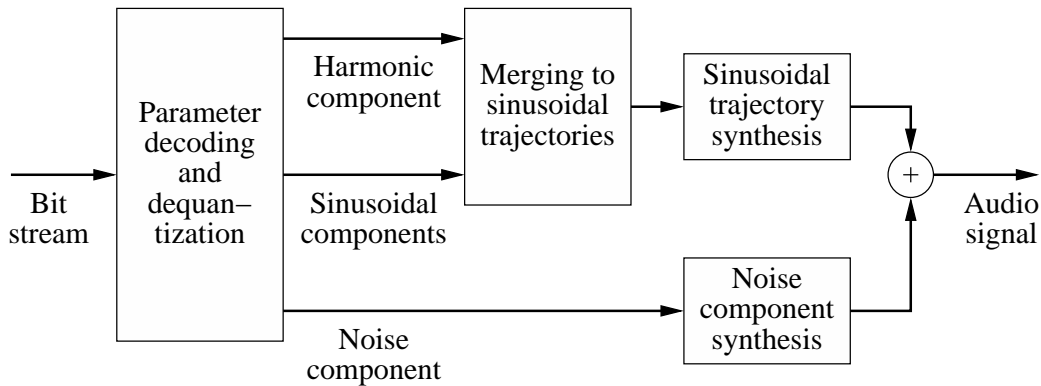 Bit
stream
Parameter
decoding
and
dequan–
tization
Harmonic
component
Sinusoidal
components
Noise
component
Merging to
sinusoidal
trajectories
Sinusoidal
trajectory
synthesis
Noise
component
synthesis
+
Audio
signal